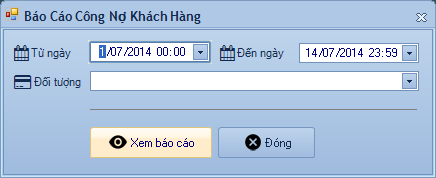 Báo Cáo Công Nợ Khách Hàng
Từ ngày 1/07/2014 00:00 Đến ngày 14/07/2014 23:59
Đối tượng
Xem báo cáo Đóng